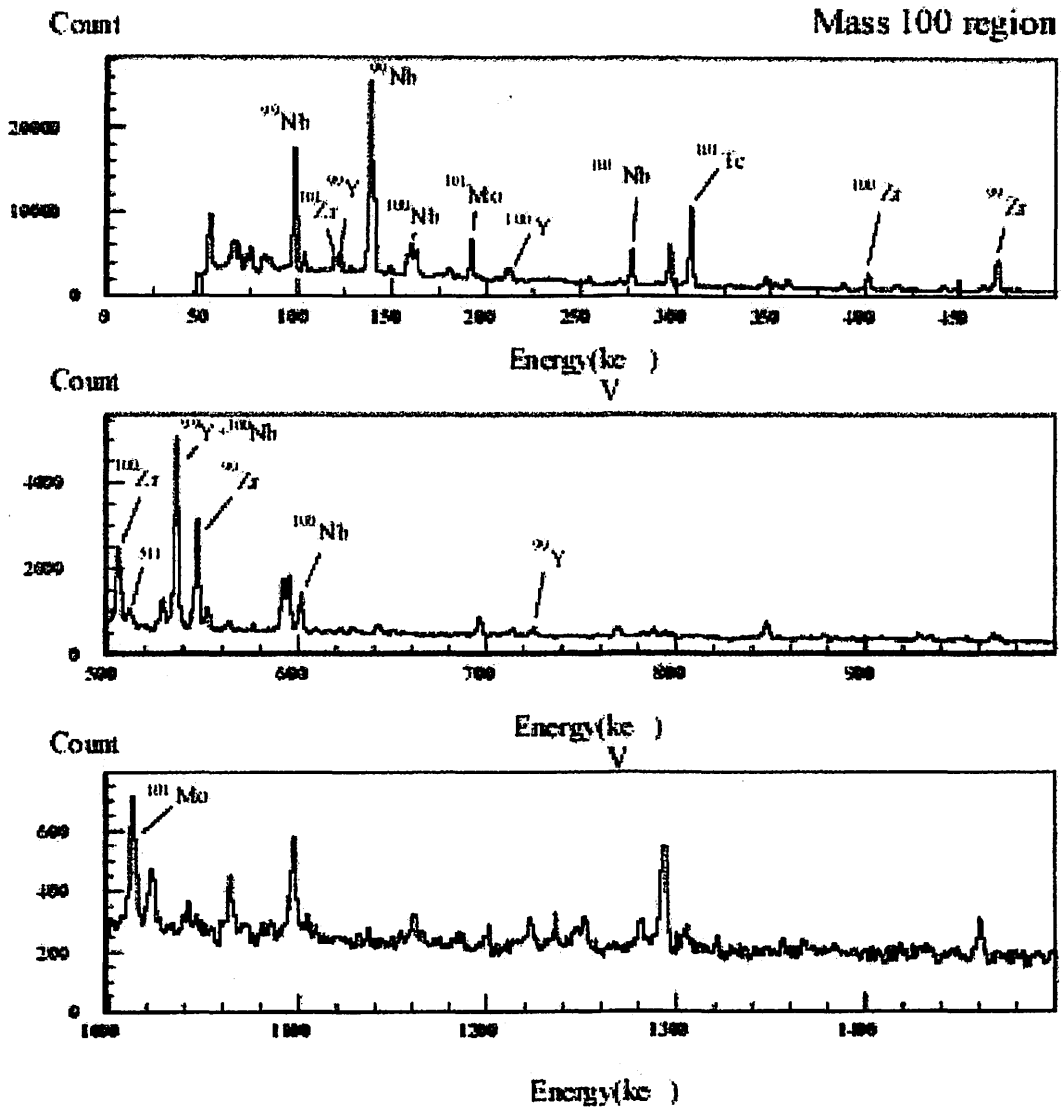 Count Mass 100 region
99Nb
20000
99Nb
99Y
101Zr
101Mo
101Nb
101Tc
100Zr
99Zr
10000
100Nb
100Y
0
0 50 100 150 200 250 300 350 400 450
Energy(ke )
V
Count
99Y +100Nb
100Zr
99Zr
4000
511
100Nb
99Y
2000
0
500 600 700 800 900
Energy(ke )
V
Count
101Mo
600
400
200
0
1000 1100 1200 1300 1400
Energy(ke )